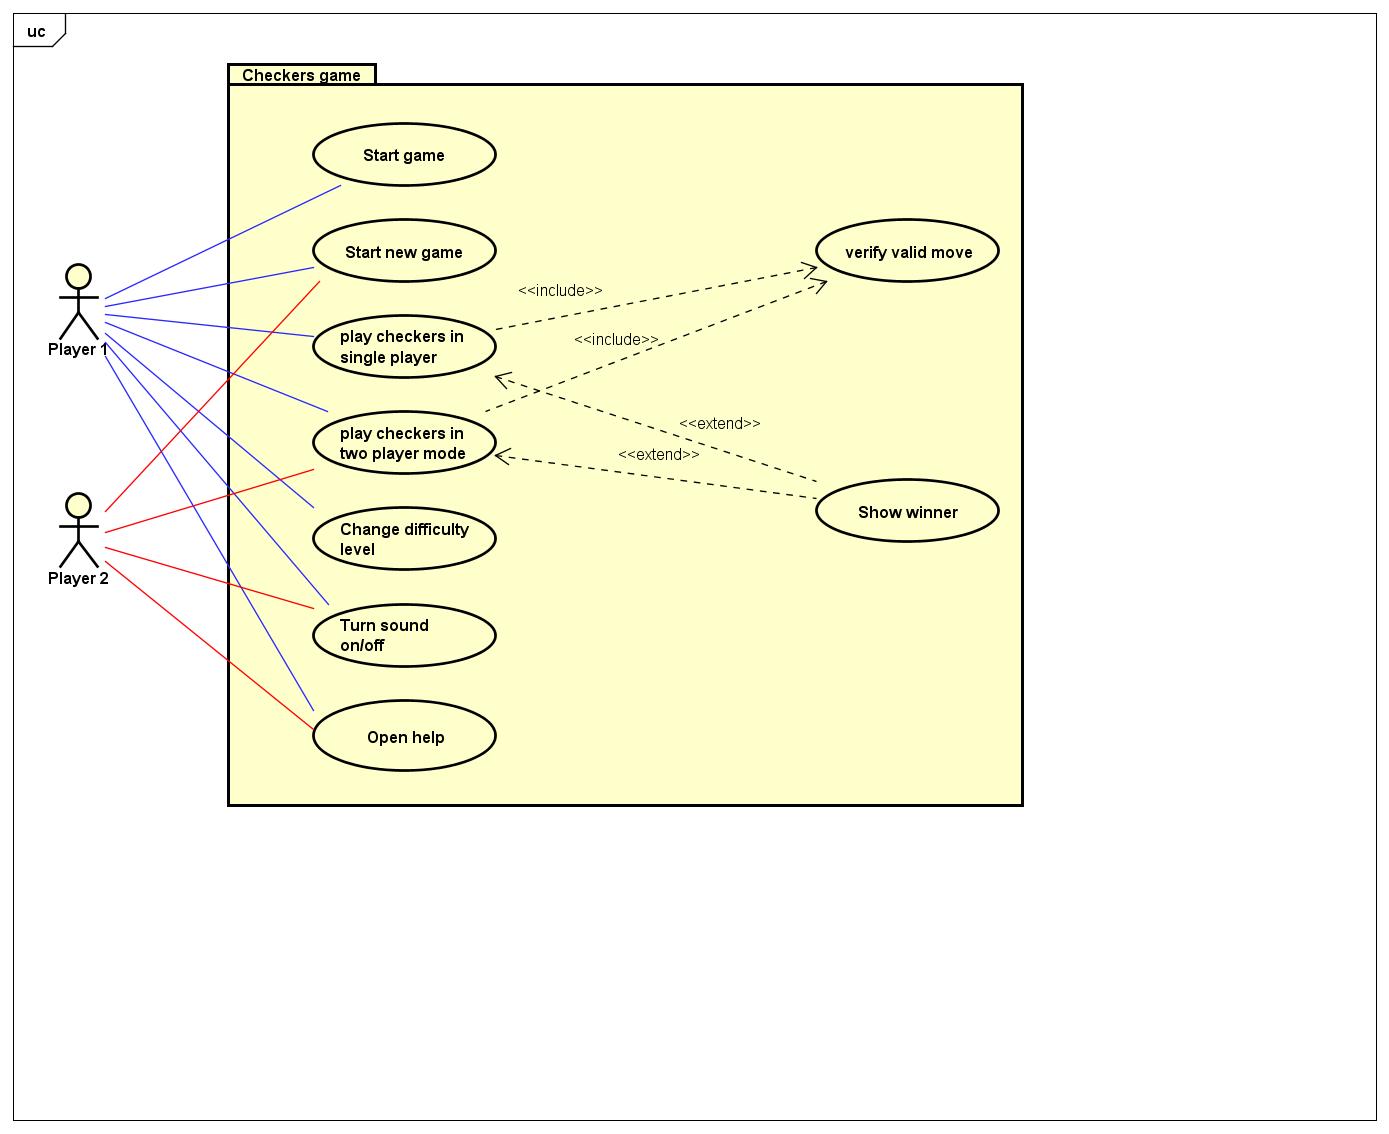 uc
Checkers game
Start game
Start new game
verify valid move
<<include>>
play checkers in
single player
<<include>>
Player 1
<<extend>>
play checkers in
two player mode
<<extend>>
Show winner
Change difficulty
level
Player 2
Turn sound
on/off
Open help